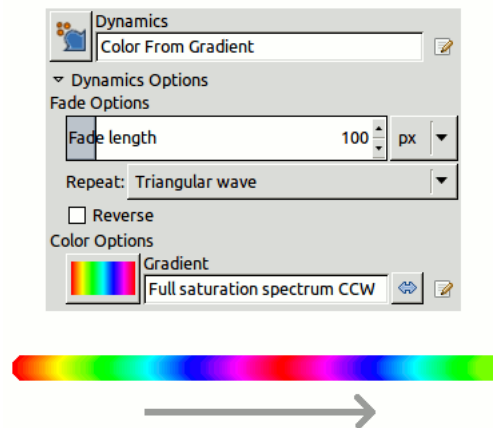 Dynamics
Color From Gradient
Dynamics Options
Fade Options
Fade length 100 px
Repeat: Triangular wave
Reverse
Color Options
Gradient
Full saturation spectrum CCW